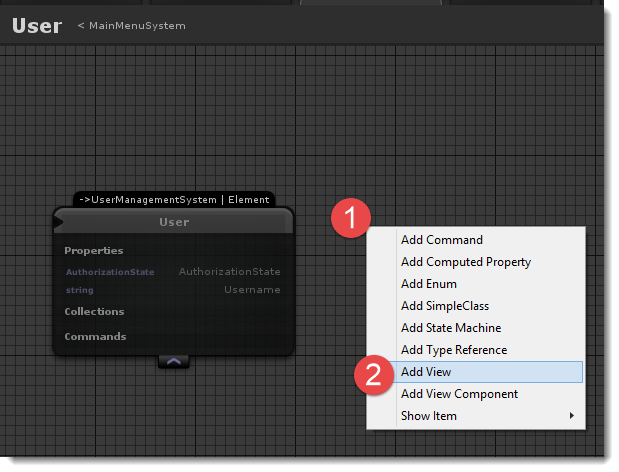 User < MainMenuSystem
->UserManagementSystem | Element
User
Properties
AuthorizationState AuthorizationState
string Username
Collections
Commands
1
Add Command
Add Computed Property
Add Enum
Add SimpleClass
Add State Machine
Add Type Reference
2 Add View
Add View Component
Show Item